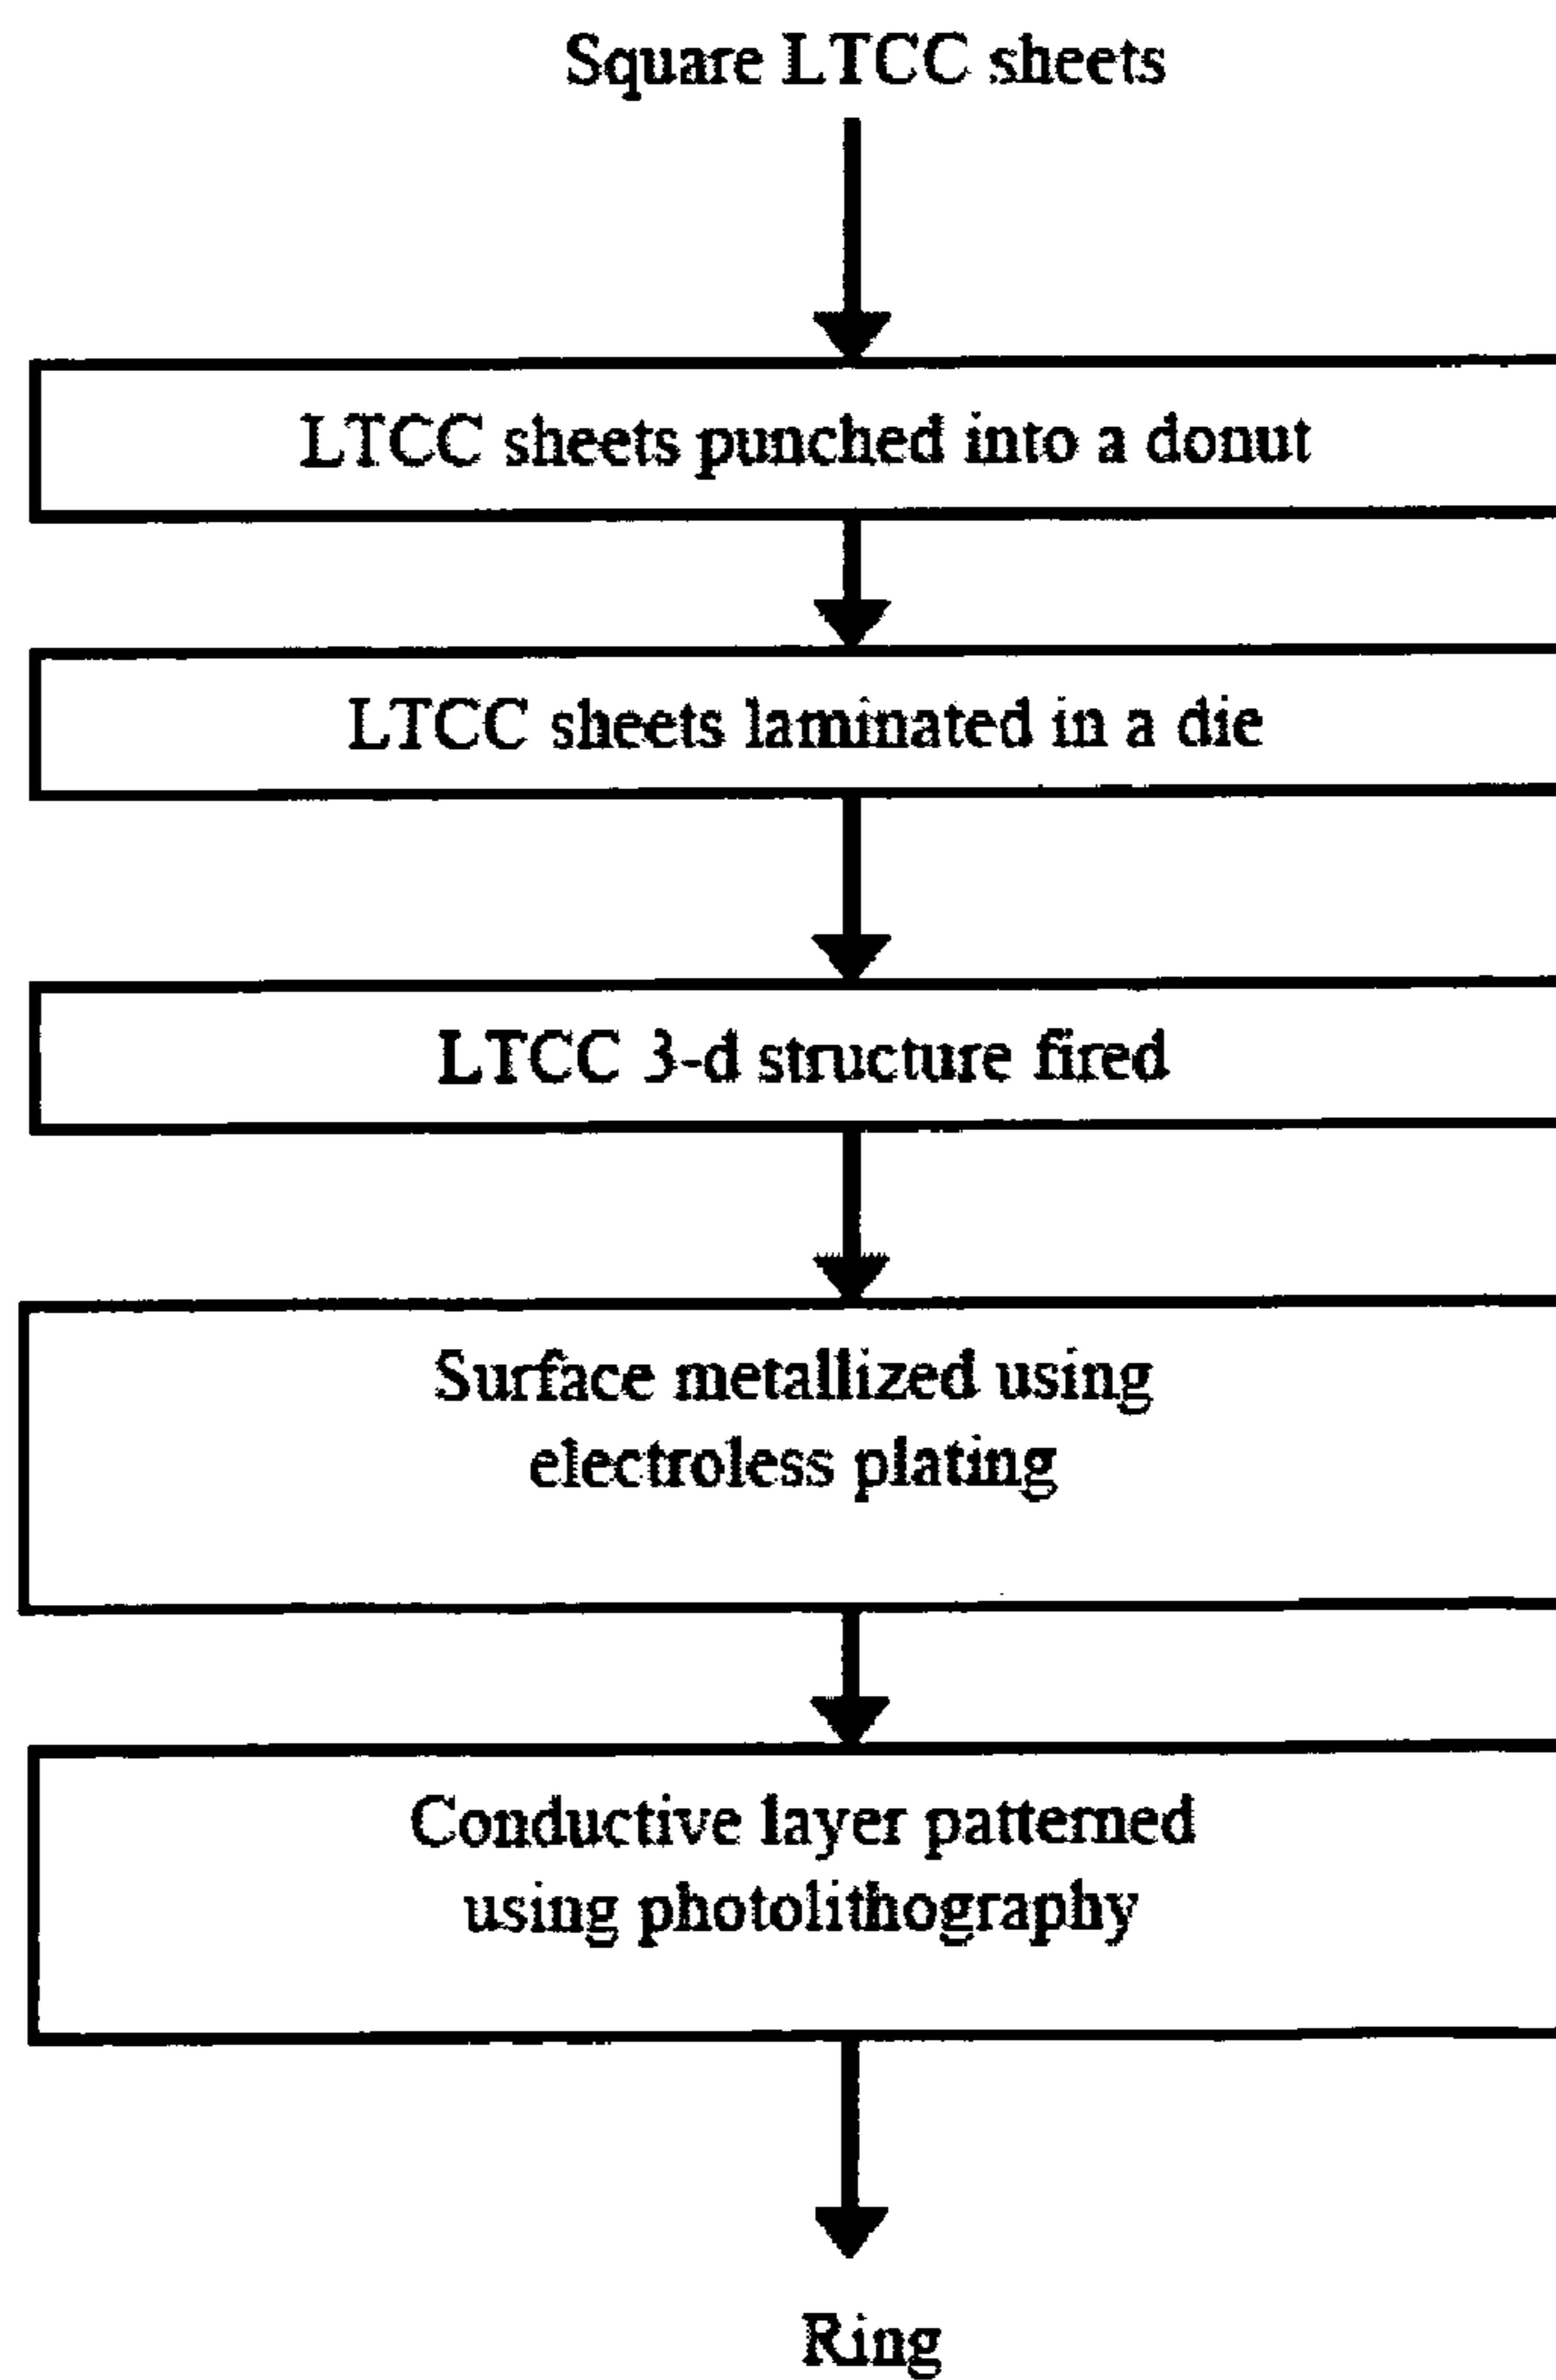 Square LTCC sheets
LTCC sheets punched into a donut
LTCC sheets laminated in a die
LTCC 3-d structure fired
Surface metallized using
electroless plating
Conductive layer patterned
using photolithography
Ring